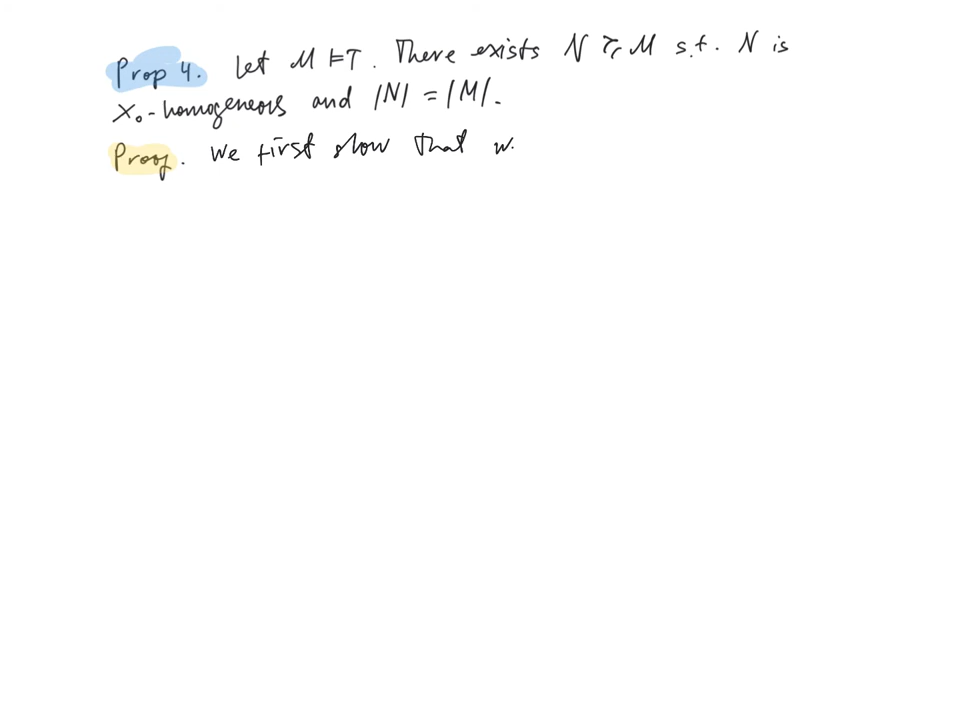 Prop 4. Let M ⊨ T. There exists N ≽ M s.t. N is
ℵ₀-homogeneous and |N| = |M|.
Proof. We first show that w.